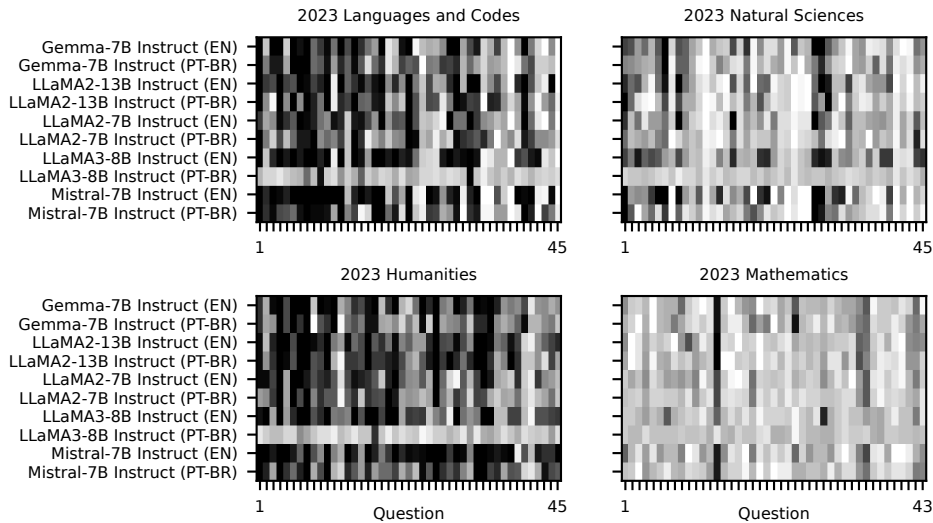 2023 Languages and Codes
2023 Natural Sciences
Gemma-7B Instruct (EN)
Gemma-7B Instruct (PT-BR)
LLaMA2-13B Instruct (EN)
LLaMA2-13B Instruct (PT-BR)
LLaMA2-7B Instruct (EN)
LLaMA2-7B Instruct (PT-BR)
LLaMA3-8B Instruct (EN)
LLaMA3-8B Instruct (PT-BR)
Mistral-7B Instruct (EN)
Mistral-7B Instruct (PT-BR)
1 45 1 45
2023 Humanities
2023 Mathematics
Gemma-7B Instruct (EN)
Gemma-7B Instruct (PT-BR)
LLaMA2-13B Instruct (EN)
LLaMA2-13B Instruct (PT-BR)
LLaMA2-7B Instruct (EN)
LLaMA2-7B Instruct (PT-BR)
LLaMA3-8B Instruct (EN)
LLaMA3-8B Instruct (PT-BR)
Mistral-7B Instruct (EN)
Mistral-7B Instruct (PT-BR)
1 45 1 43
Question
Question